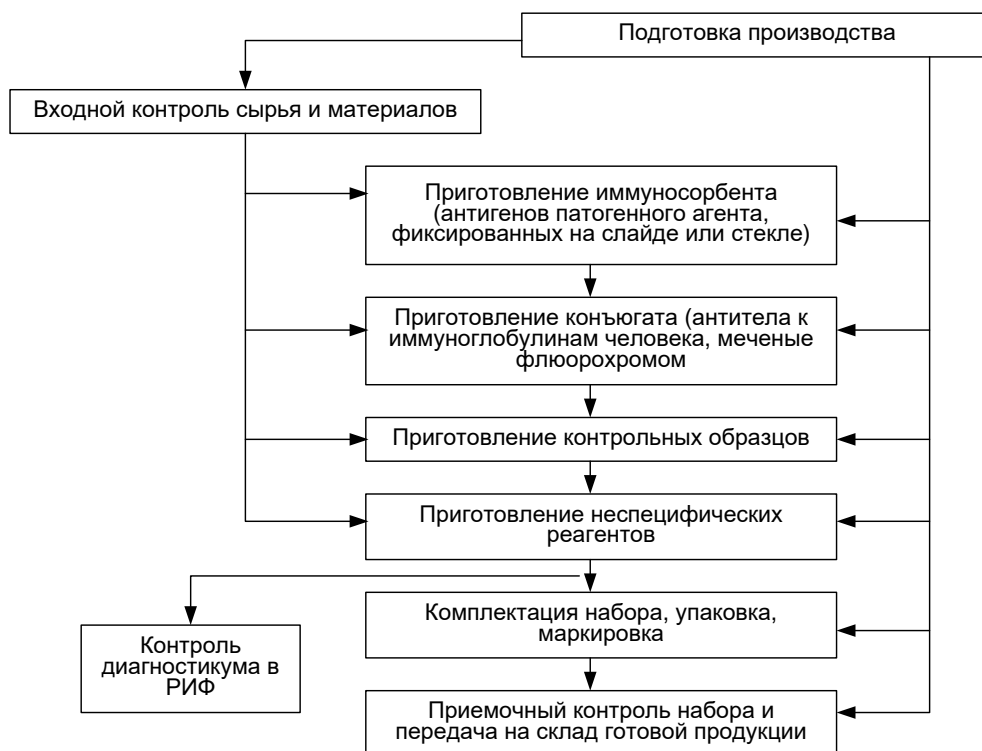 Подготовка производства
Входной контроль сырья и материалов
Приготовление иммуносорбента
(антигенов патогенного агента,
фиксированных на слайде или стекле)
Приготовление конъюгата (антитела к
иммуноглобулинам человека, меченые
флюорохромом
Приготовление контрольных образцов
Приготовление неспецифических
реагентов
Комплектация набора, упаковка,
маркировка
Контроль
диагностикума в
РИФ
Приемочный контроль набора и
передача на склад готовой продукции